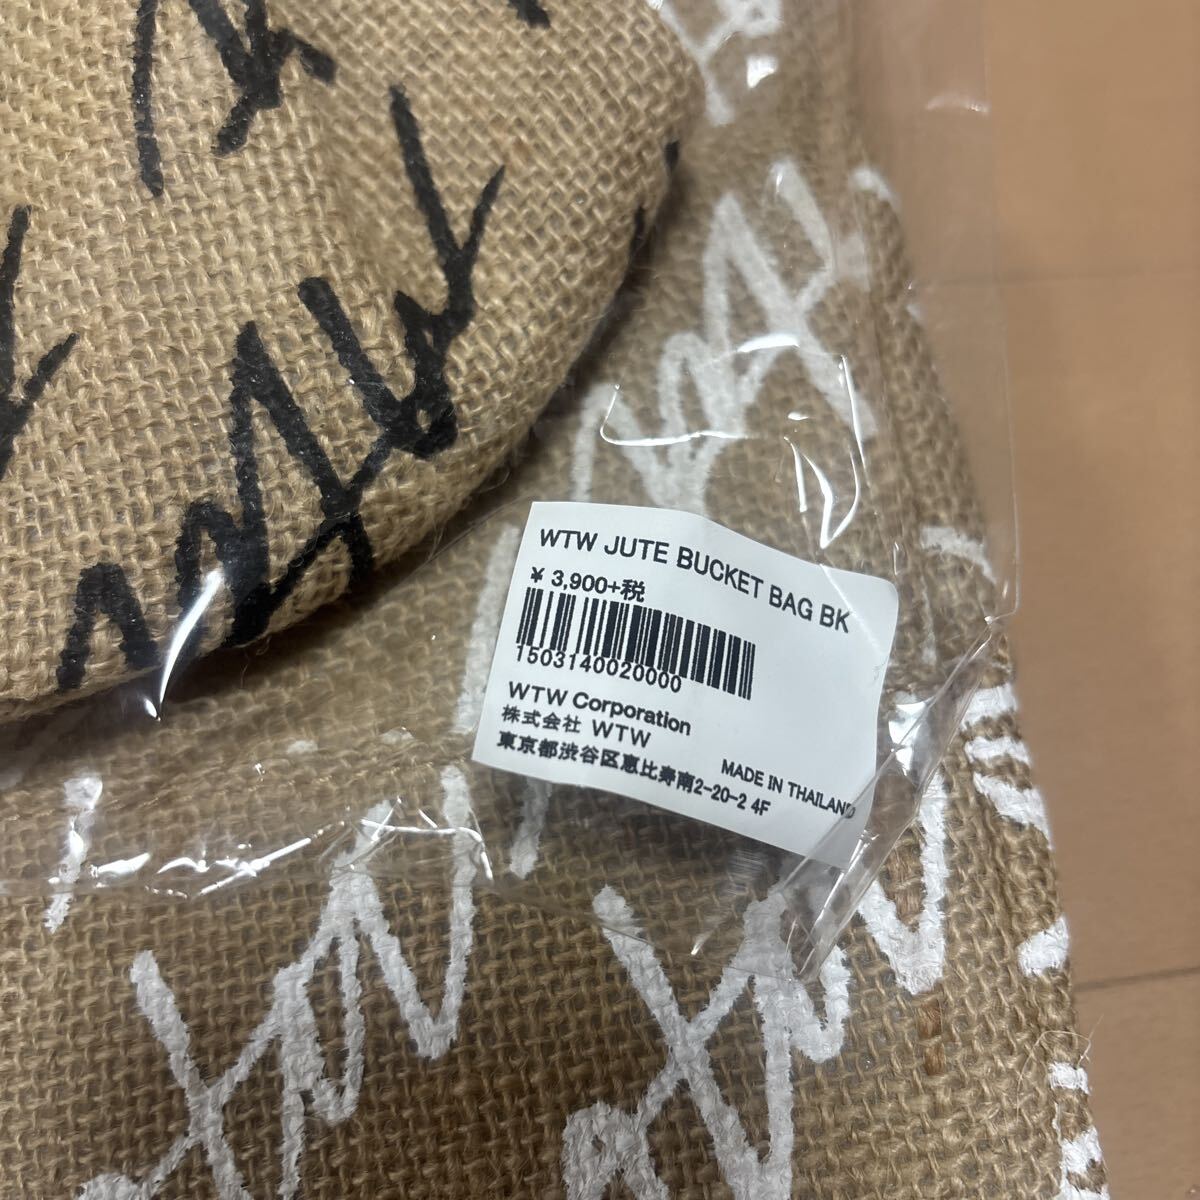 WTW JUTE BUCKET BAG BK
¥ 3,900+税
1503140020000
WTW Corporation
株式会社 WTW
東京都渋谷区恵比寿南2-20-2 4F
MADE IN THAILAND